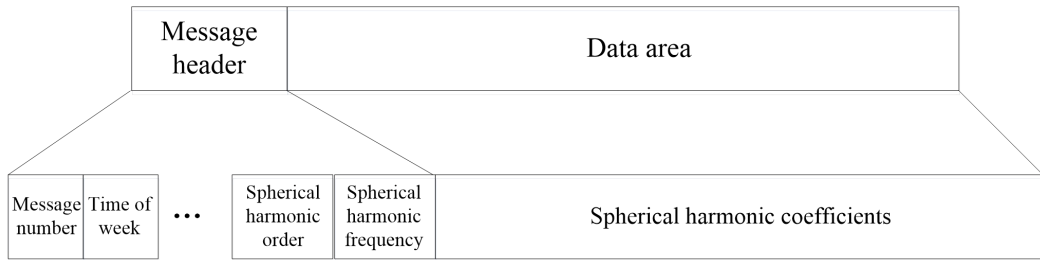 Message
header
Data area
Message
number
Time of
week
...
Spherical
harmonic
order
Spherical
harmonic
frequency
Spherical harmonic coefficients